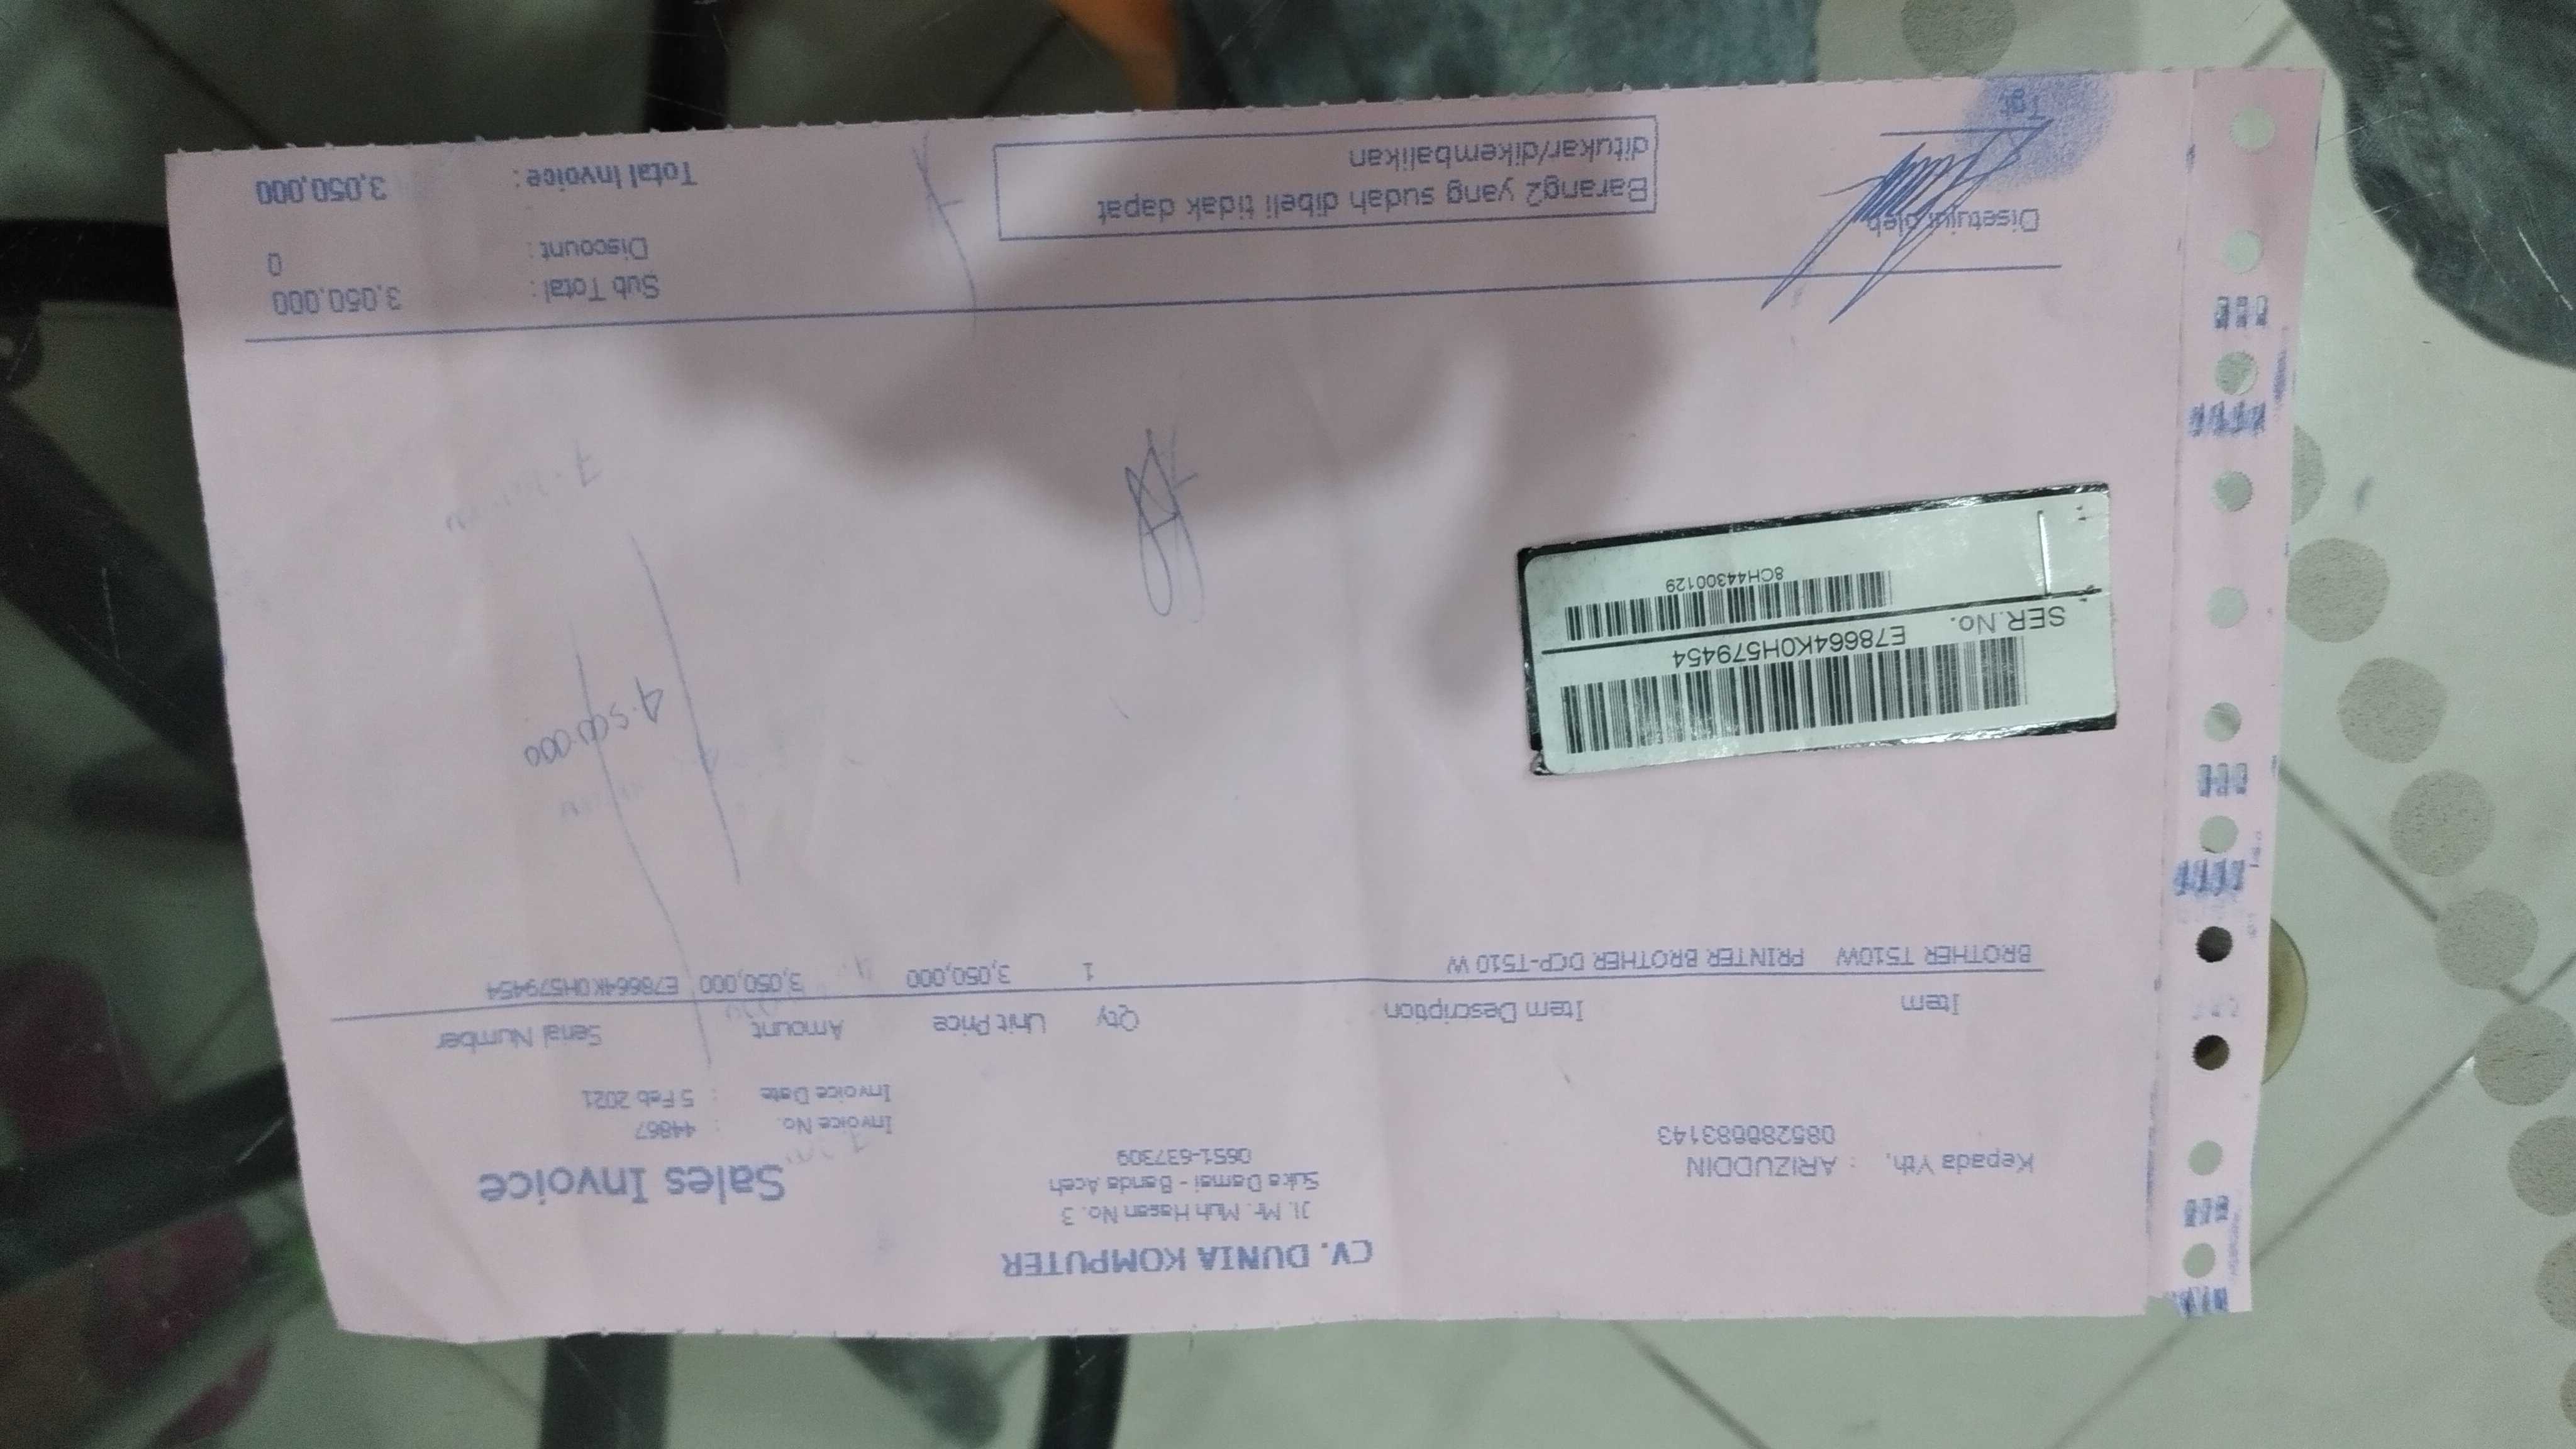 CV. DUNIA KOMPUTER
Jl. Mr. Muh Hasan No. 3
Suka Damai - Banda Aceh
0651-637309
Sales Invoice
Kepada Yth, : ARIZUDDIN
085280883143
Invoice No. : 44867
Invoice Date : 5 Feb 2021
Item Item Description Qty Unit Price Amount Serial Number
BROTHER T510W PRINTER BROTHER DCP-T510 W 1 3,050,000 3,050,000 E78664K0H579454
E78664K0H579454
SER.No.
8CH44300129
4.500.000
Sub Total : 3,050,000
Discount : 0
Total Invoice : 3,050,000
Disetujui oleh
Barang2 yang sudah dibeli tidak dapat
ditukar/dikembalikan
Tgl: